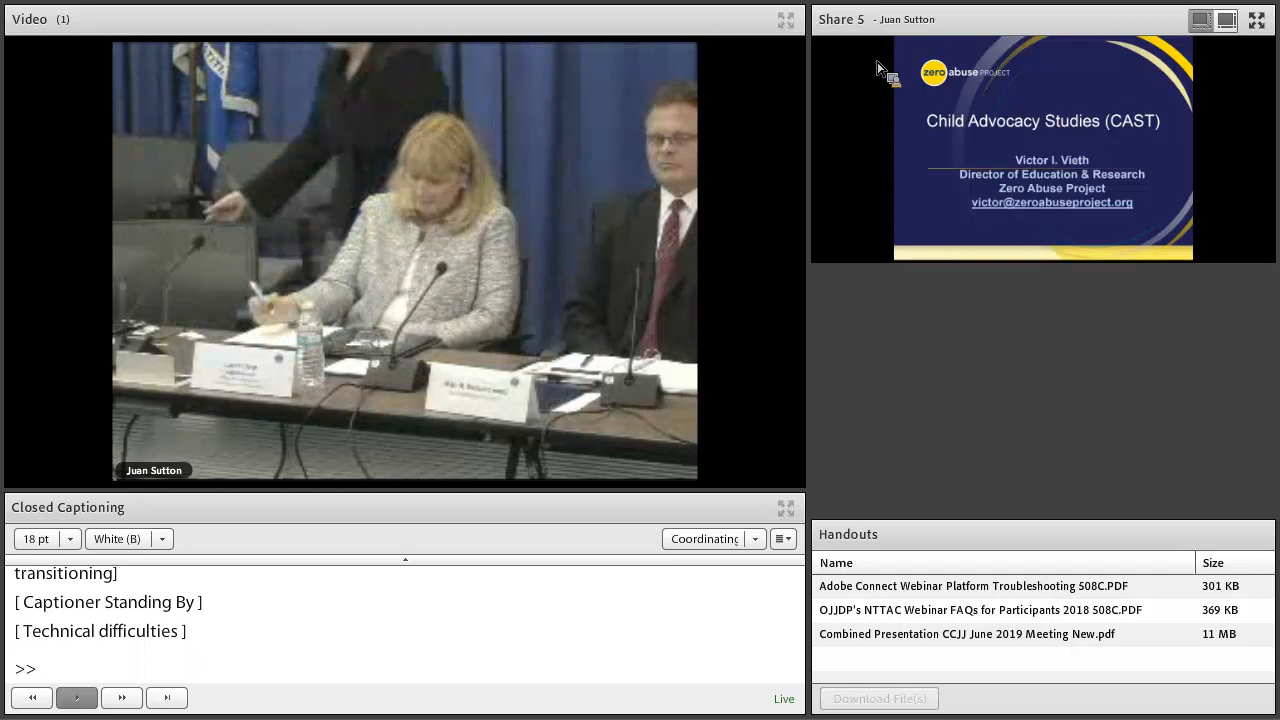 Video (1)
Juan Sutton
Share 5 - Juan Sutton
zero abuse PROJECT
Child Advocacy Studies (CAST)
Victor I. Vieth
Director of Education & Research
Zero Abuse Project
victor@zeroabuseproject.org
Closed Captioning
18 pt
White (B)
Coordinating
transitioning]
[ Captioner Standing By ]
[ Technical difficulties ]
>>
Live
Handouts
Name Size
Adobe Connect Webinar Platform Troubleshooting 508C.PDF 301 KB
OJJDP's NTTAC Webinar FAQs for Participants 2018 508C.PDF 369 KB
Combined Presentation CCJJ June 2019 Meeting New.pdf 11 MB
Download File(s)